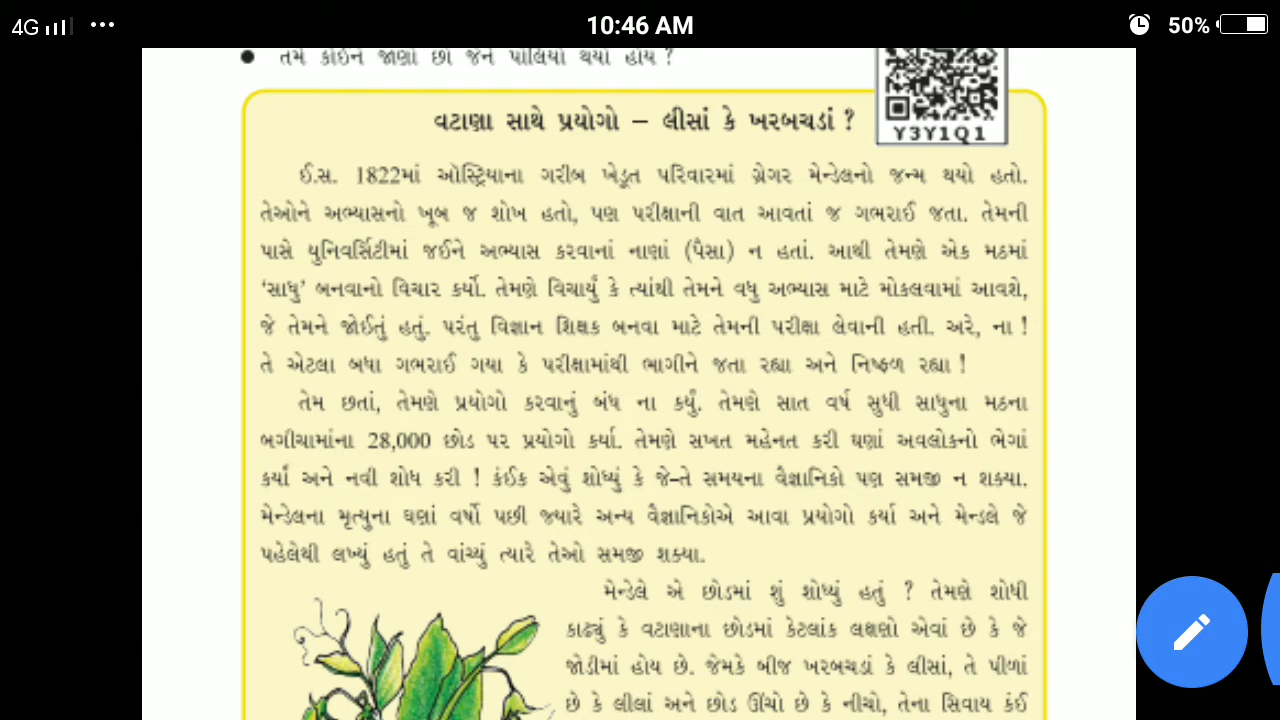 4G
10:46 AM
50%
● તમે કોઈને જાણો છો જેને પોલિયો થયો હોય ?
Y3Y1Q1
વટાણા સાથે પ્રયોગો – લીસાં કે ખરબચડાં ?
ઈ.સ. 1822માં ઑસ્ટ્રિયાના ગરીબ ખેડૂત પરિવારમાં ગ્રેગર મેન્ડેલનો જન્મ થયો હતો.
તેઓને અભ્યાસનો ખૂબ જ શોખ હતો, પણ પરીક્ષાની વાત આવતાં જ ગભરાઈ જતા. તેમની
પાસે યુનિવર્સિટીમાં જઈને અભ્યાસ કરવાનાં નાણાં (પૈસા) ન હતાં. આથી તેમણે એક મઠમાં
‘સાધુ’ બનવાનો વિચાર કર્યો. તેમણે વિચાર્યું કે ત્યાંથી તેમને વધુ અભ્યાસ માટે મોકલવામાં આવશે,
જે તેમને જોઈતું હતું. પરંતુ વિજ્ઞાન શિક્ષક બનવા માટે તેમની પરીક્ષા લેવાની હતી. અરે, ના !
તે એટલા બધા ગભરાઈ ગયા કે પરીક્ષામાંથી ભાગીને જતા રહ્યા અને નિષ્ફળ રહ્યા !
તેમ છતાં, તેમણે પ્રયોગો કરવાનું બંધ ના કર્યું. તેમણે સાત વર્ષ સુધી સાધુના મઠના
બગીચામાંના 28,000 છોડ પર પ્રયોગો કર્યા. તેમણે સખત મહેનત કરી ઘણાં અવલોકનો ભેગાં
કર્યાં અને નવી શોધ કરી ! કંઈક એવું શોધ્યું કે જે–તે સમયના વૈજ્ઞાનિકો પણ સમજી ન શક્યા.
મેન્ડેલના મૃત્યુના ઘણાં વર્ષો પછી જ્યારે અન્ય વૈજ્ઞાનિકોએ આવા પ્રયોગો કર્યા અને મેન્ડલે જે
પહેલેથી લખ્યું હતું તે વાંચ્યું ત્યારે તેઓ સમજી શક્યા.
મેન્ડેલે એ છોડમાં શું શોધ્યું હતું ? તેમણે શોધી
કાઢ્યું કે વટાણાના છોડમાં કેટલાંક લક્ષણો એવાં છે કે જે
જોડીમાં હોય છે. જેમકે બીજ ખરબચડાં કે લીસાં, તે પીળાં
છે કે લીલાં અને છોડ ઊંચો છે કે નીચો, તેના સિવાય કંઈ